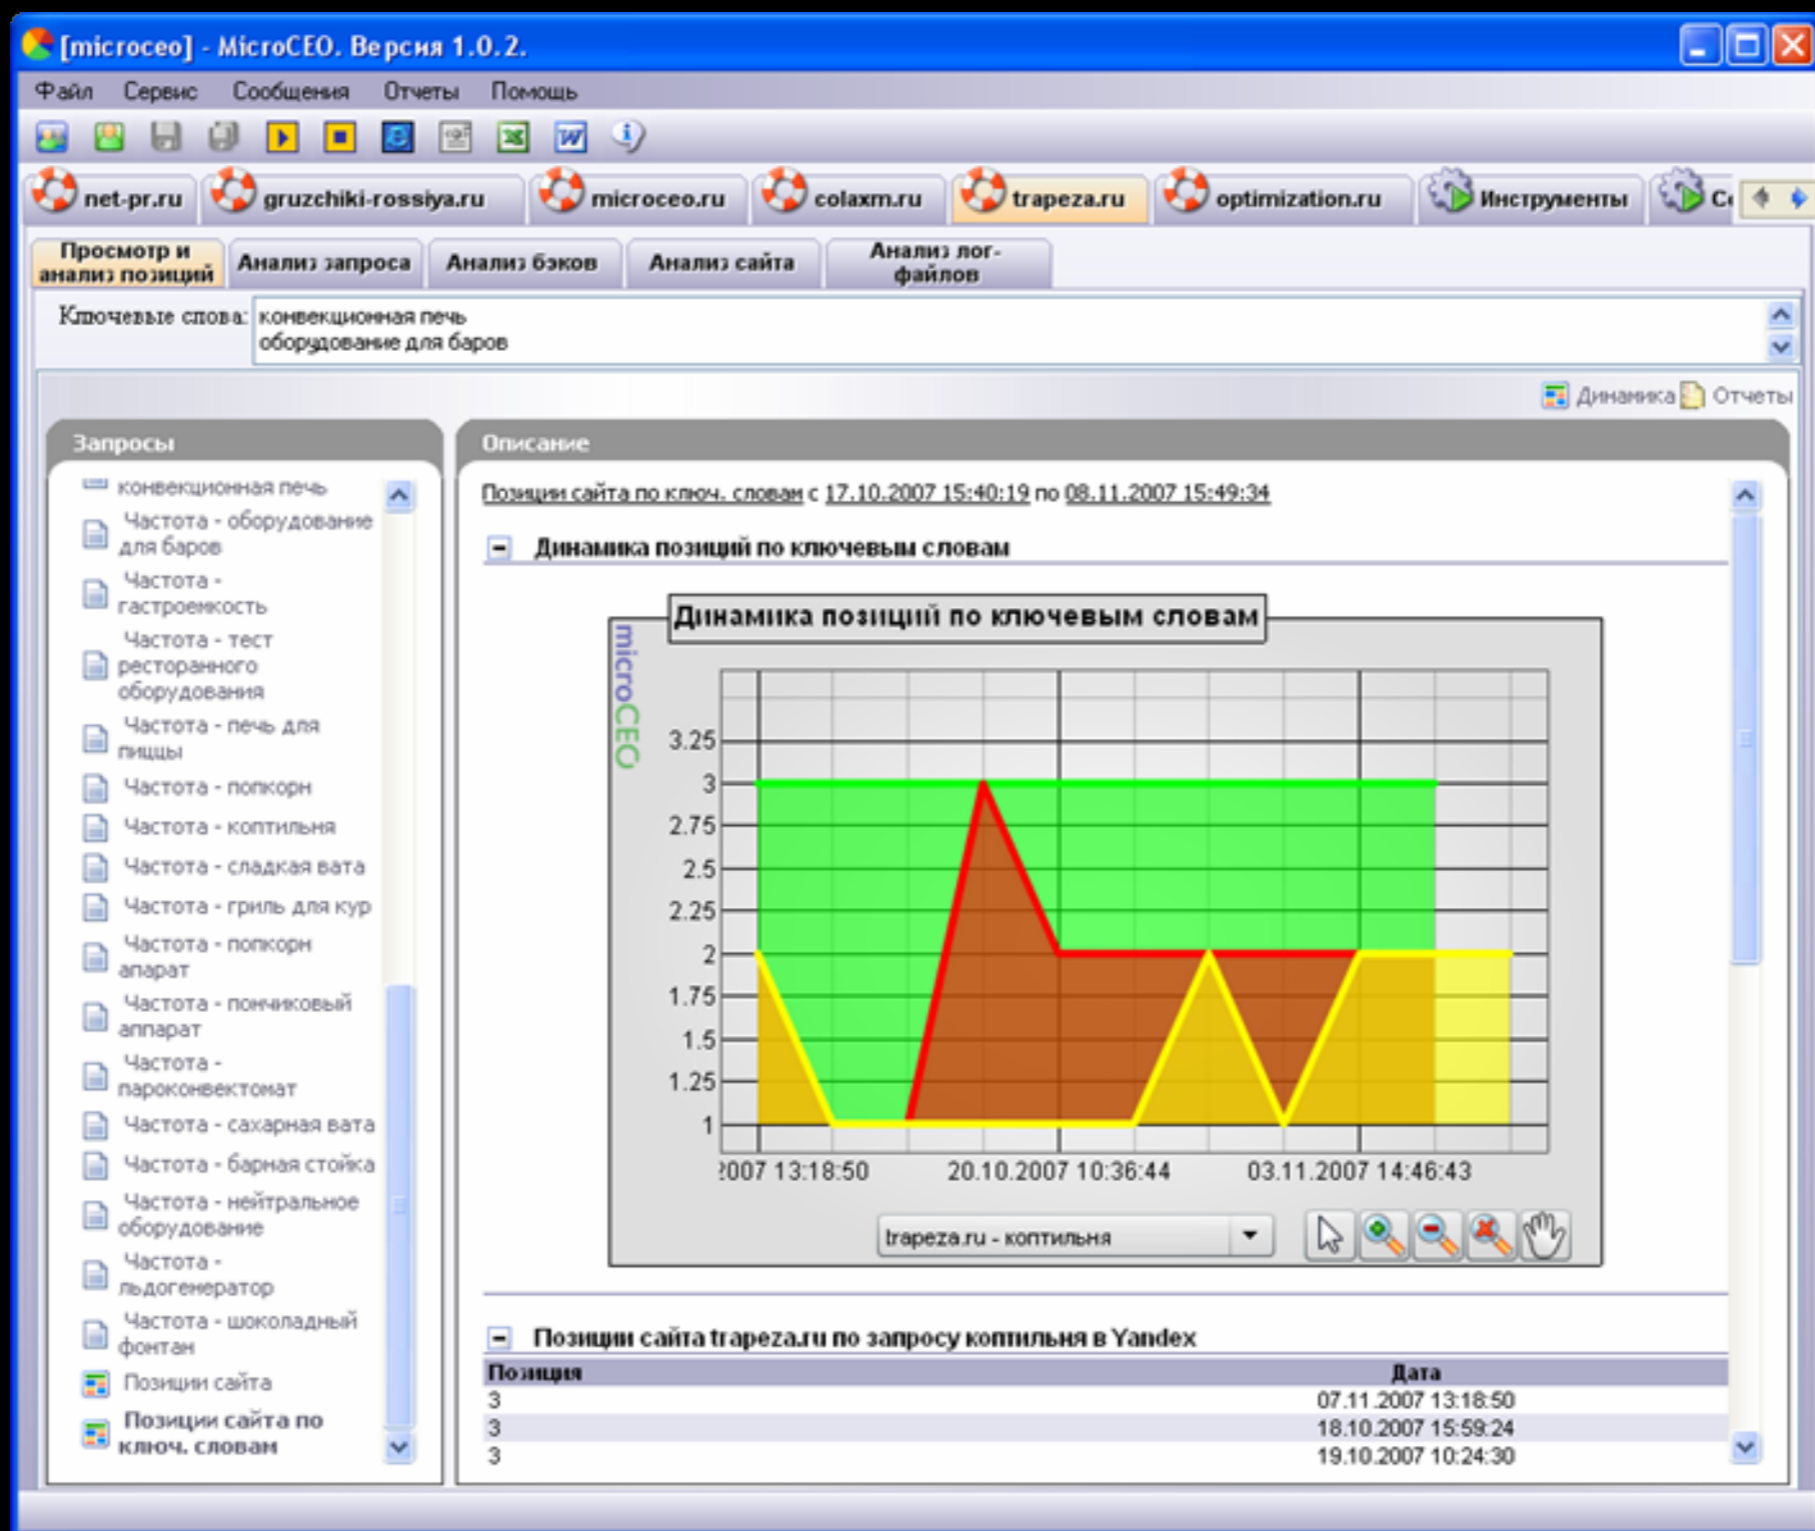 [microceo] - MicroCEO. Версия 1.0.2.
Файл Сервис Сообщения Отчеты Помощь
net-pr.ru gruzchiki-rossiya.ru microceo.ru colaxm.ru trapeza.ru optimization.ru Инструменты
Просмотр и анализ позиций
Анализ запроса
Анализ бэков
Анализ сайта
Анализ лог-файлов
Ключевые слова:
конвекционная печь
оборудование для баров
Динамика Отчеты
Запросы
конвекционная печь
Частота - оборудование
для баров
Частота -
гастроемкость
Частота - тест
ресторанного
оборудования
Частота - печь для
пиццы
Частота - попкорн
Частота - коптильня
Частота - сладкая вата
Частота - гриль для кур
Частота - попкорн
апарат
Частота - пончиковый
аппарат
Частота -
пароконвектомат
Частота - сахарная вата
Частота - барная стойка
Частота - нейтральное
оборудование
Частота -
льдогенератор
Частота - шоколадный
фонтан
Позиции сайта
Позиции сайта по
ключ. словам
Описание
Позиции сайта по ключ. словам с 17.10.2007 15:40:19 по 08.11.2007 15:49:34
Динамика позиций по ключевым словам
Динамика позиций по ключевым словам
microCEO
3.25
3
2.75
2.5
2.25
2
1.75
1.5
1.25
1
2007 13:18:50 20.10.2007 10:36:44 03.11.2007 14:46:43
trapeza.ru - коптильня
Позиции сайта trapeza.ru по запросу коптильня в Yandex
Позиция Дата
3 07.11.2007 13:18:50
3 18.10.2007 15:59:24
3 19.10.2007 10:24:30